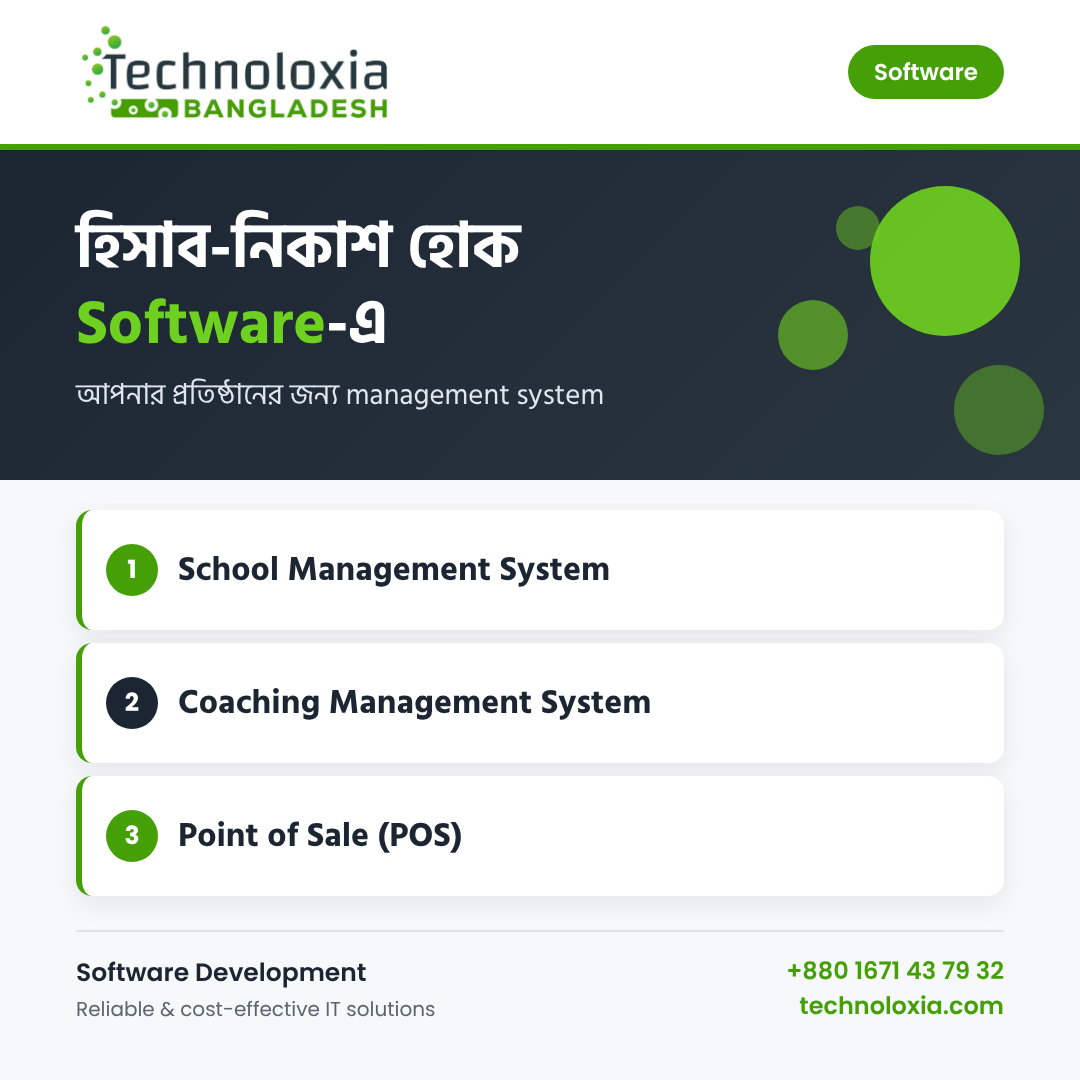 Technoloxia
BANGLADESH
Software
হিসাব-নিকাশ হোক
Software-এ
আপনার প্রতিষ্ঠানের জন্য management system
1 School Management System
2 Coaching Management System
3 Point of Sale (POS)
Software Development
Reliable & cost-effective IT solutions
+880 1671 43 79 32
technoloxia.com